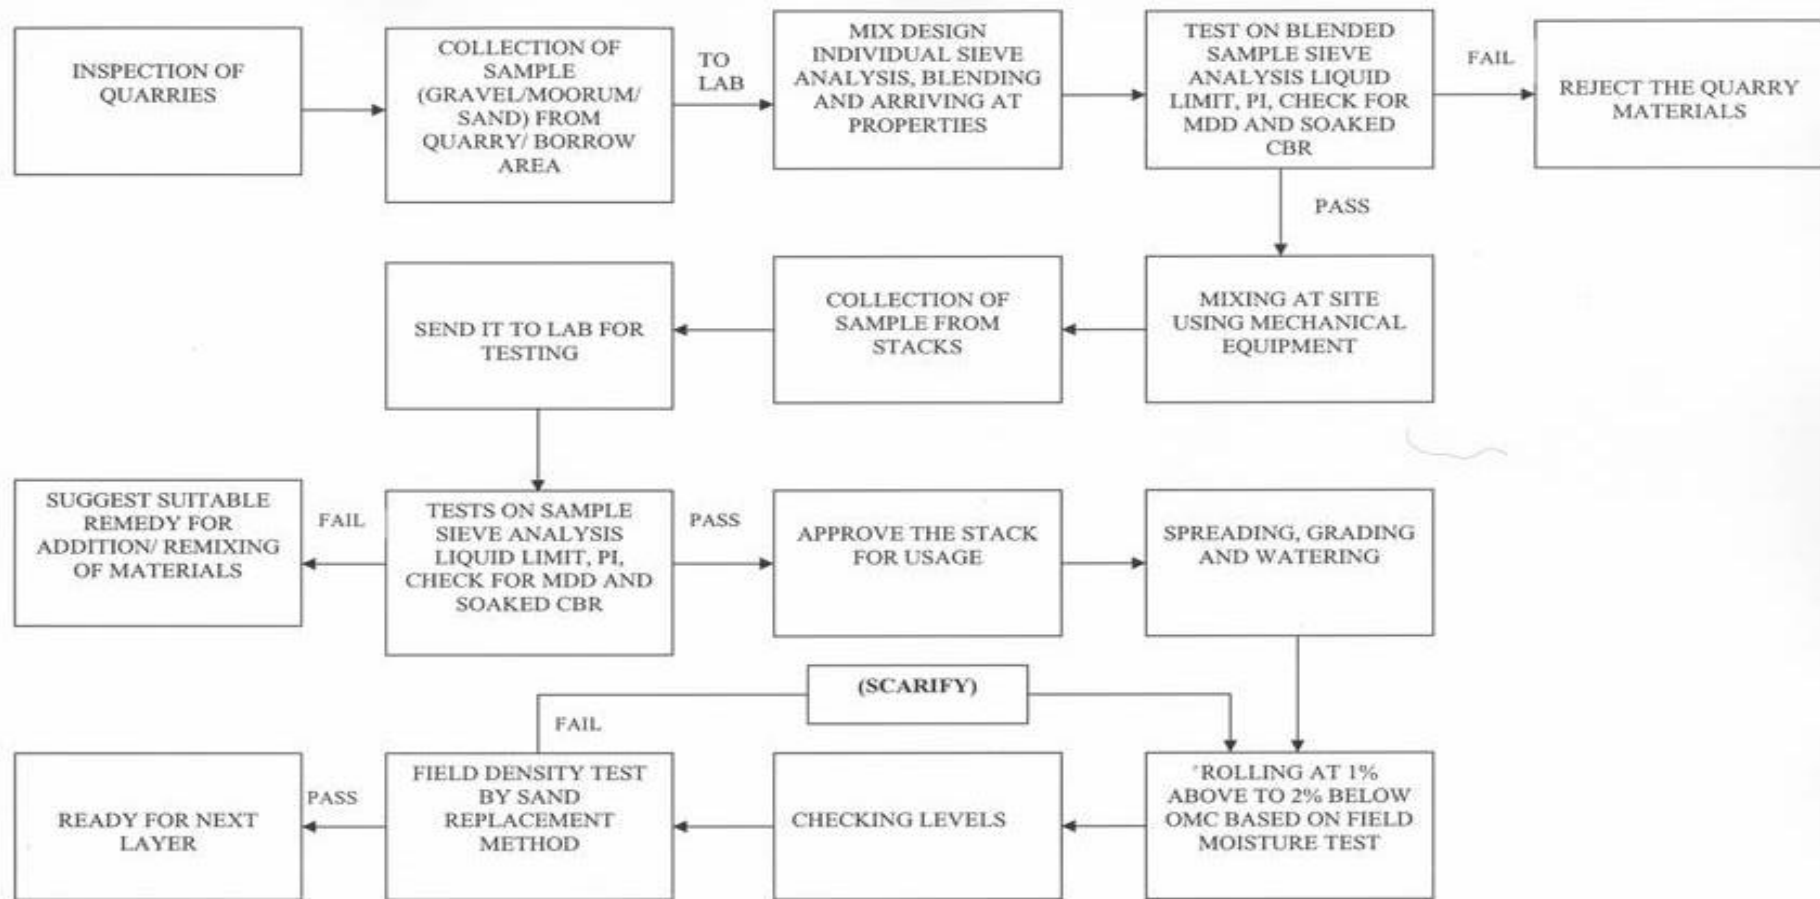 INSPECTION OF
QUARRIES
COLLECTION OF
SAMPLE
(GRAVEL/MOORUM/
SAND) FROM
QUARRY/ BORROW
AREA
TO
LAB
MIX DESIGN
INDIVIDUAL SIEVE
ANALYSIS, BLENDING
AND ARRIVING AT
PROPERTIES
TEST ON BLENDED
SAMPLE SIEVE
ANALYSIS LIQUID
LIMIT, PI, CHECK FOR
MDD AND SOAKED
CBR
FAIL
REJECT THE QUARRY
MATERIALS
PASS
MIXING AT SITE
USING MECHANICAL
EQUIPMENT
COLLECTION OF
SAMPLE FROM
STACKS
SEND IT TO LAB FOR
TESTING
SUGGEST SUITABLE
REMEDY FOR
ADDITION/ REMIXING
OF MATERIALS
FAIL
TESTS ON SAMPLE
SIEVE ANALYSIS
LIQUID LIMIT, PI,
CHECK FOR MDD AND
SOAKED CBR
PASS
APPROVE THE STACK
FOR USAGE
SPREADING, GRADING
AND WATERING
(SCARIFY)
FAIL
READY FOR NEXT
LAYER
PASS
FIELD DENSITY TEST
BY SAND
REPLACEMENT
METHOD
CHECKING LEVELS
ROLLING AT 1%
ABOVE TO 2% BELOW
OMC BASED ON FIELD
MOISTURE TEST